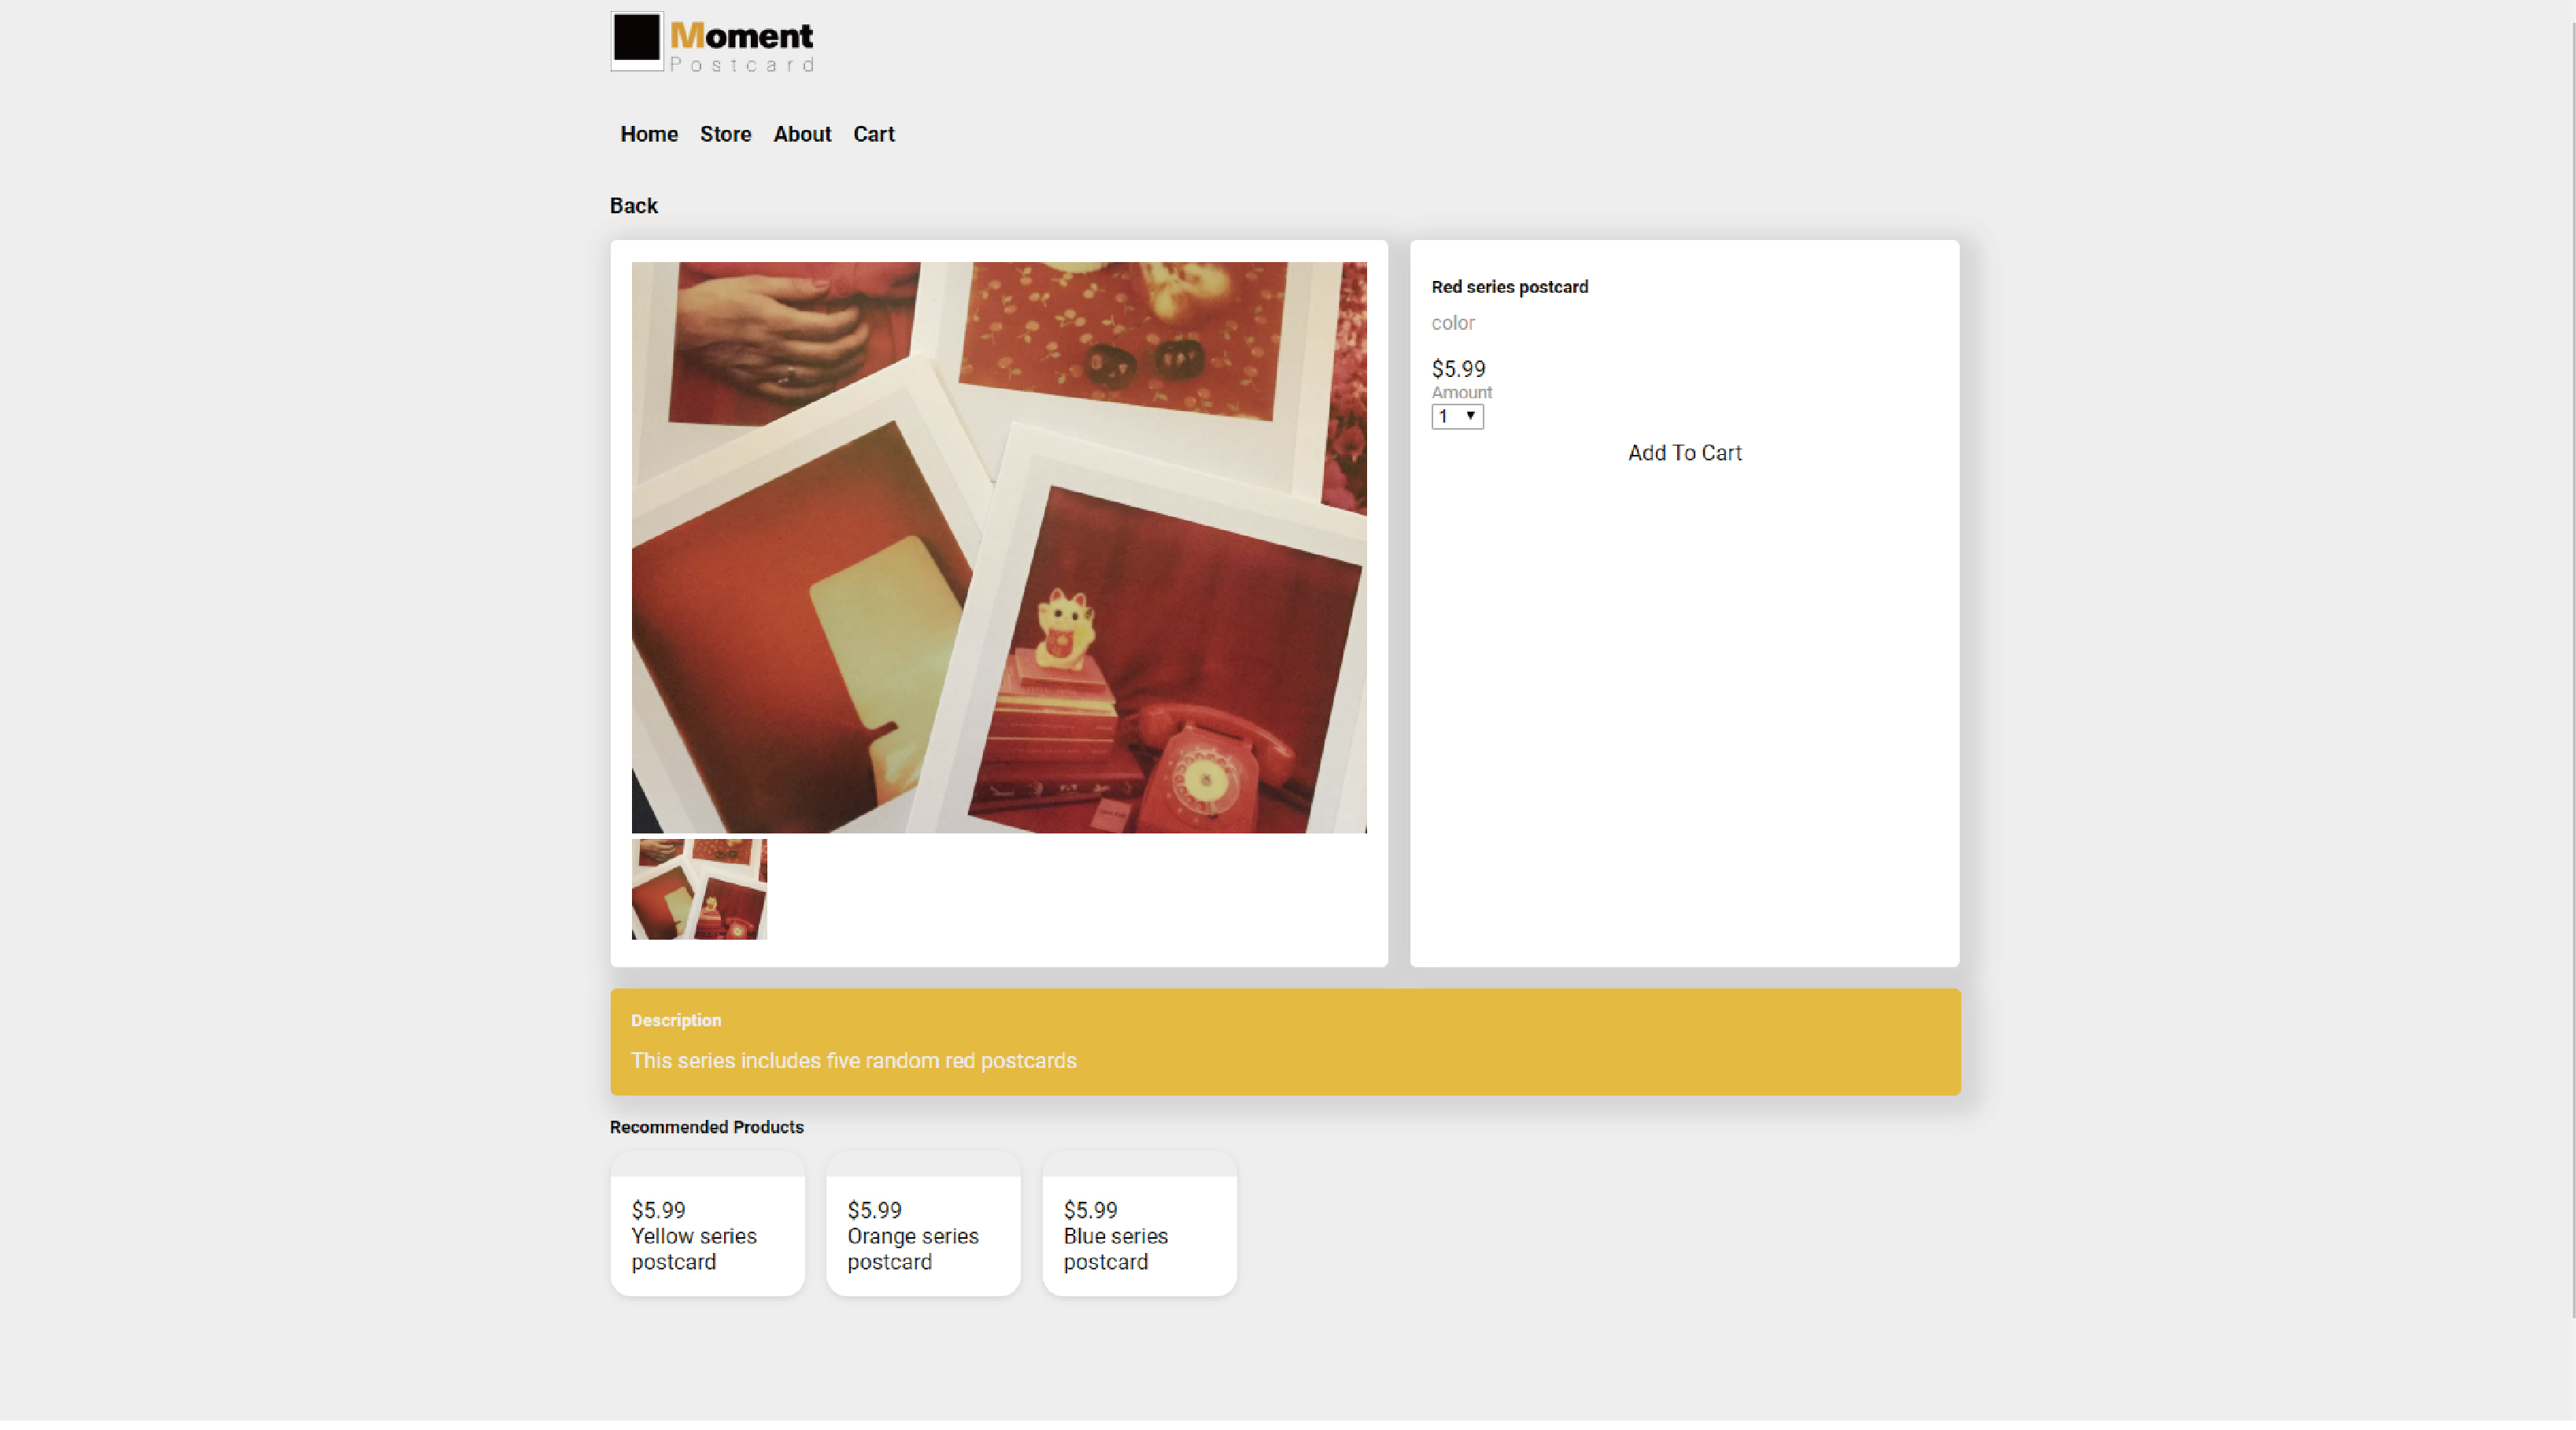 Moment
Postcard
Home Store About Cart
Back
Red series postcard
color
$5.99
Amount
1
Add To Cart
Description
This series includes five random red postcards
Recommended Products
$5.99
Yellow series
postcard
$5.99
Orange series
postcard
$5.99
Blue series
postcard